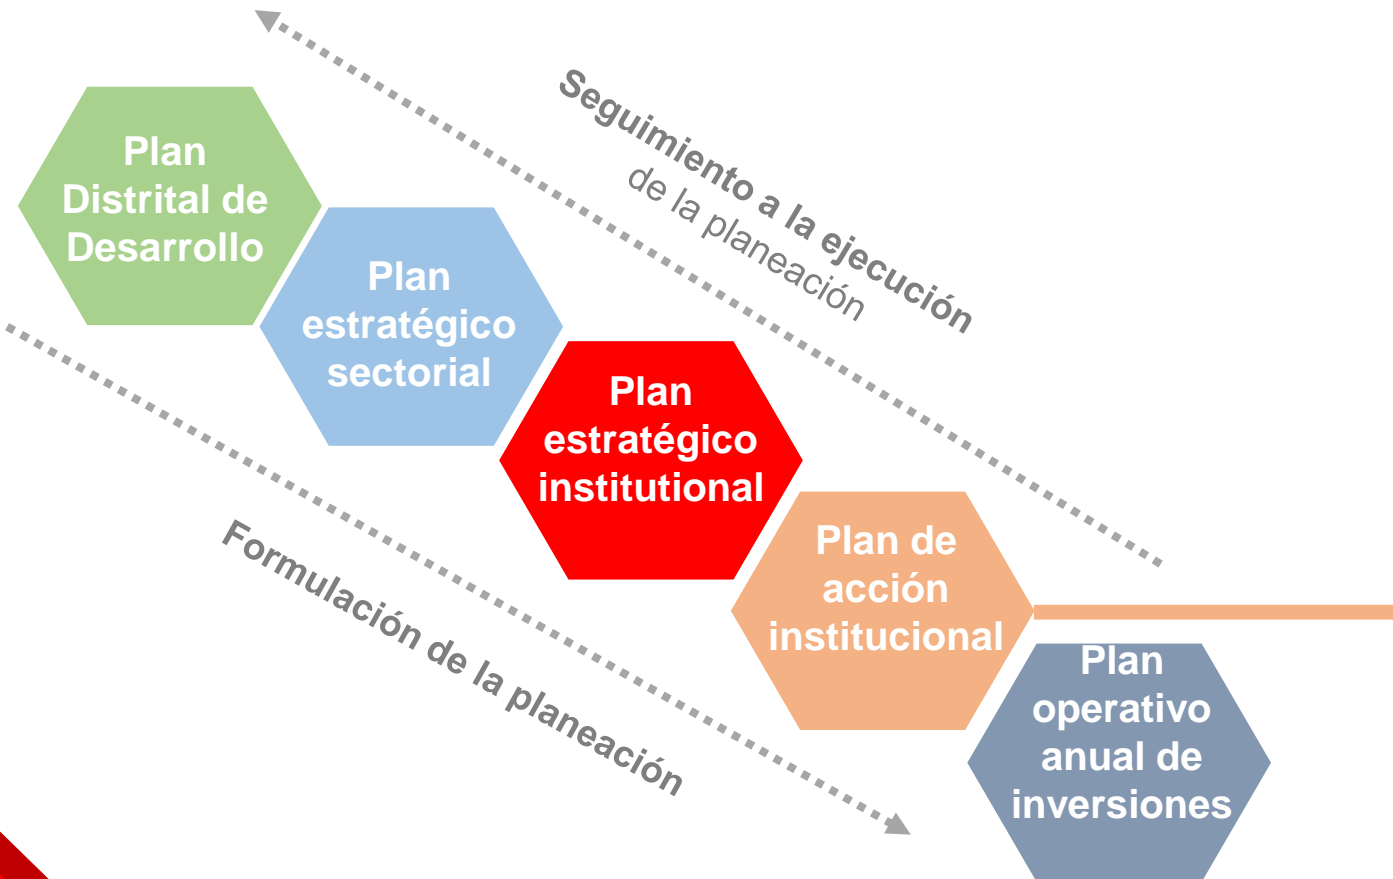 Seguimiento a la ejecución
de la planeación
Plan
Distrital de
Desarrollo
Plan
estratégico
sectorial
Plan
estratégico
institutional
Plan de
acción
institucional
Plan
operativo
anual de
inversiones
Formulación de la planeación